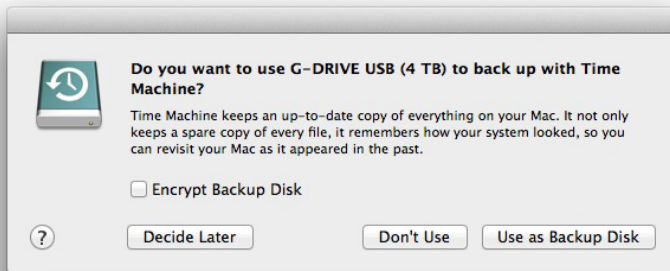 Do you want to use G-DRIVE USB (4 TB) to back up with Time
Machine?
Time Machine keeps an up-to-date copy of everything on your Mac. It not only
keeps a spare copy of every file, it remembers how your system looked, so you
can revisit your Mac as it appeared in the past.
Encrypt Backup Disk
? Decide Later Don't Use Use as Backup Disk